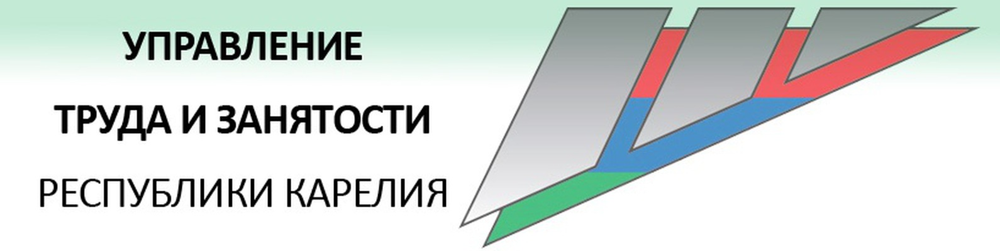 УПРАВЛЕНИЕ
ТРУДА И ЗАНЯТОСТИ
РЕСПУБЛИКИ КАРЕЛИЯ